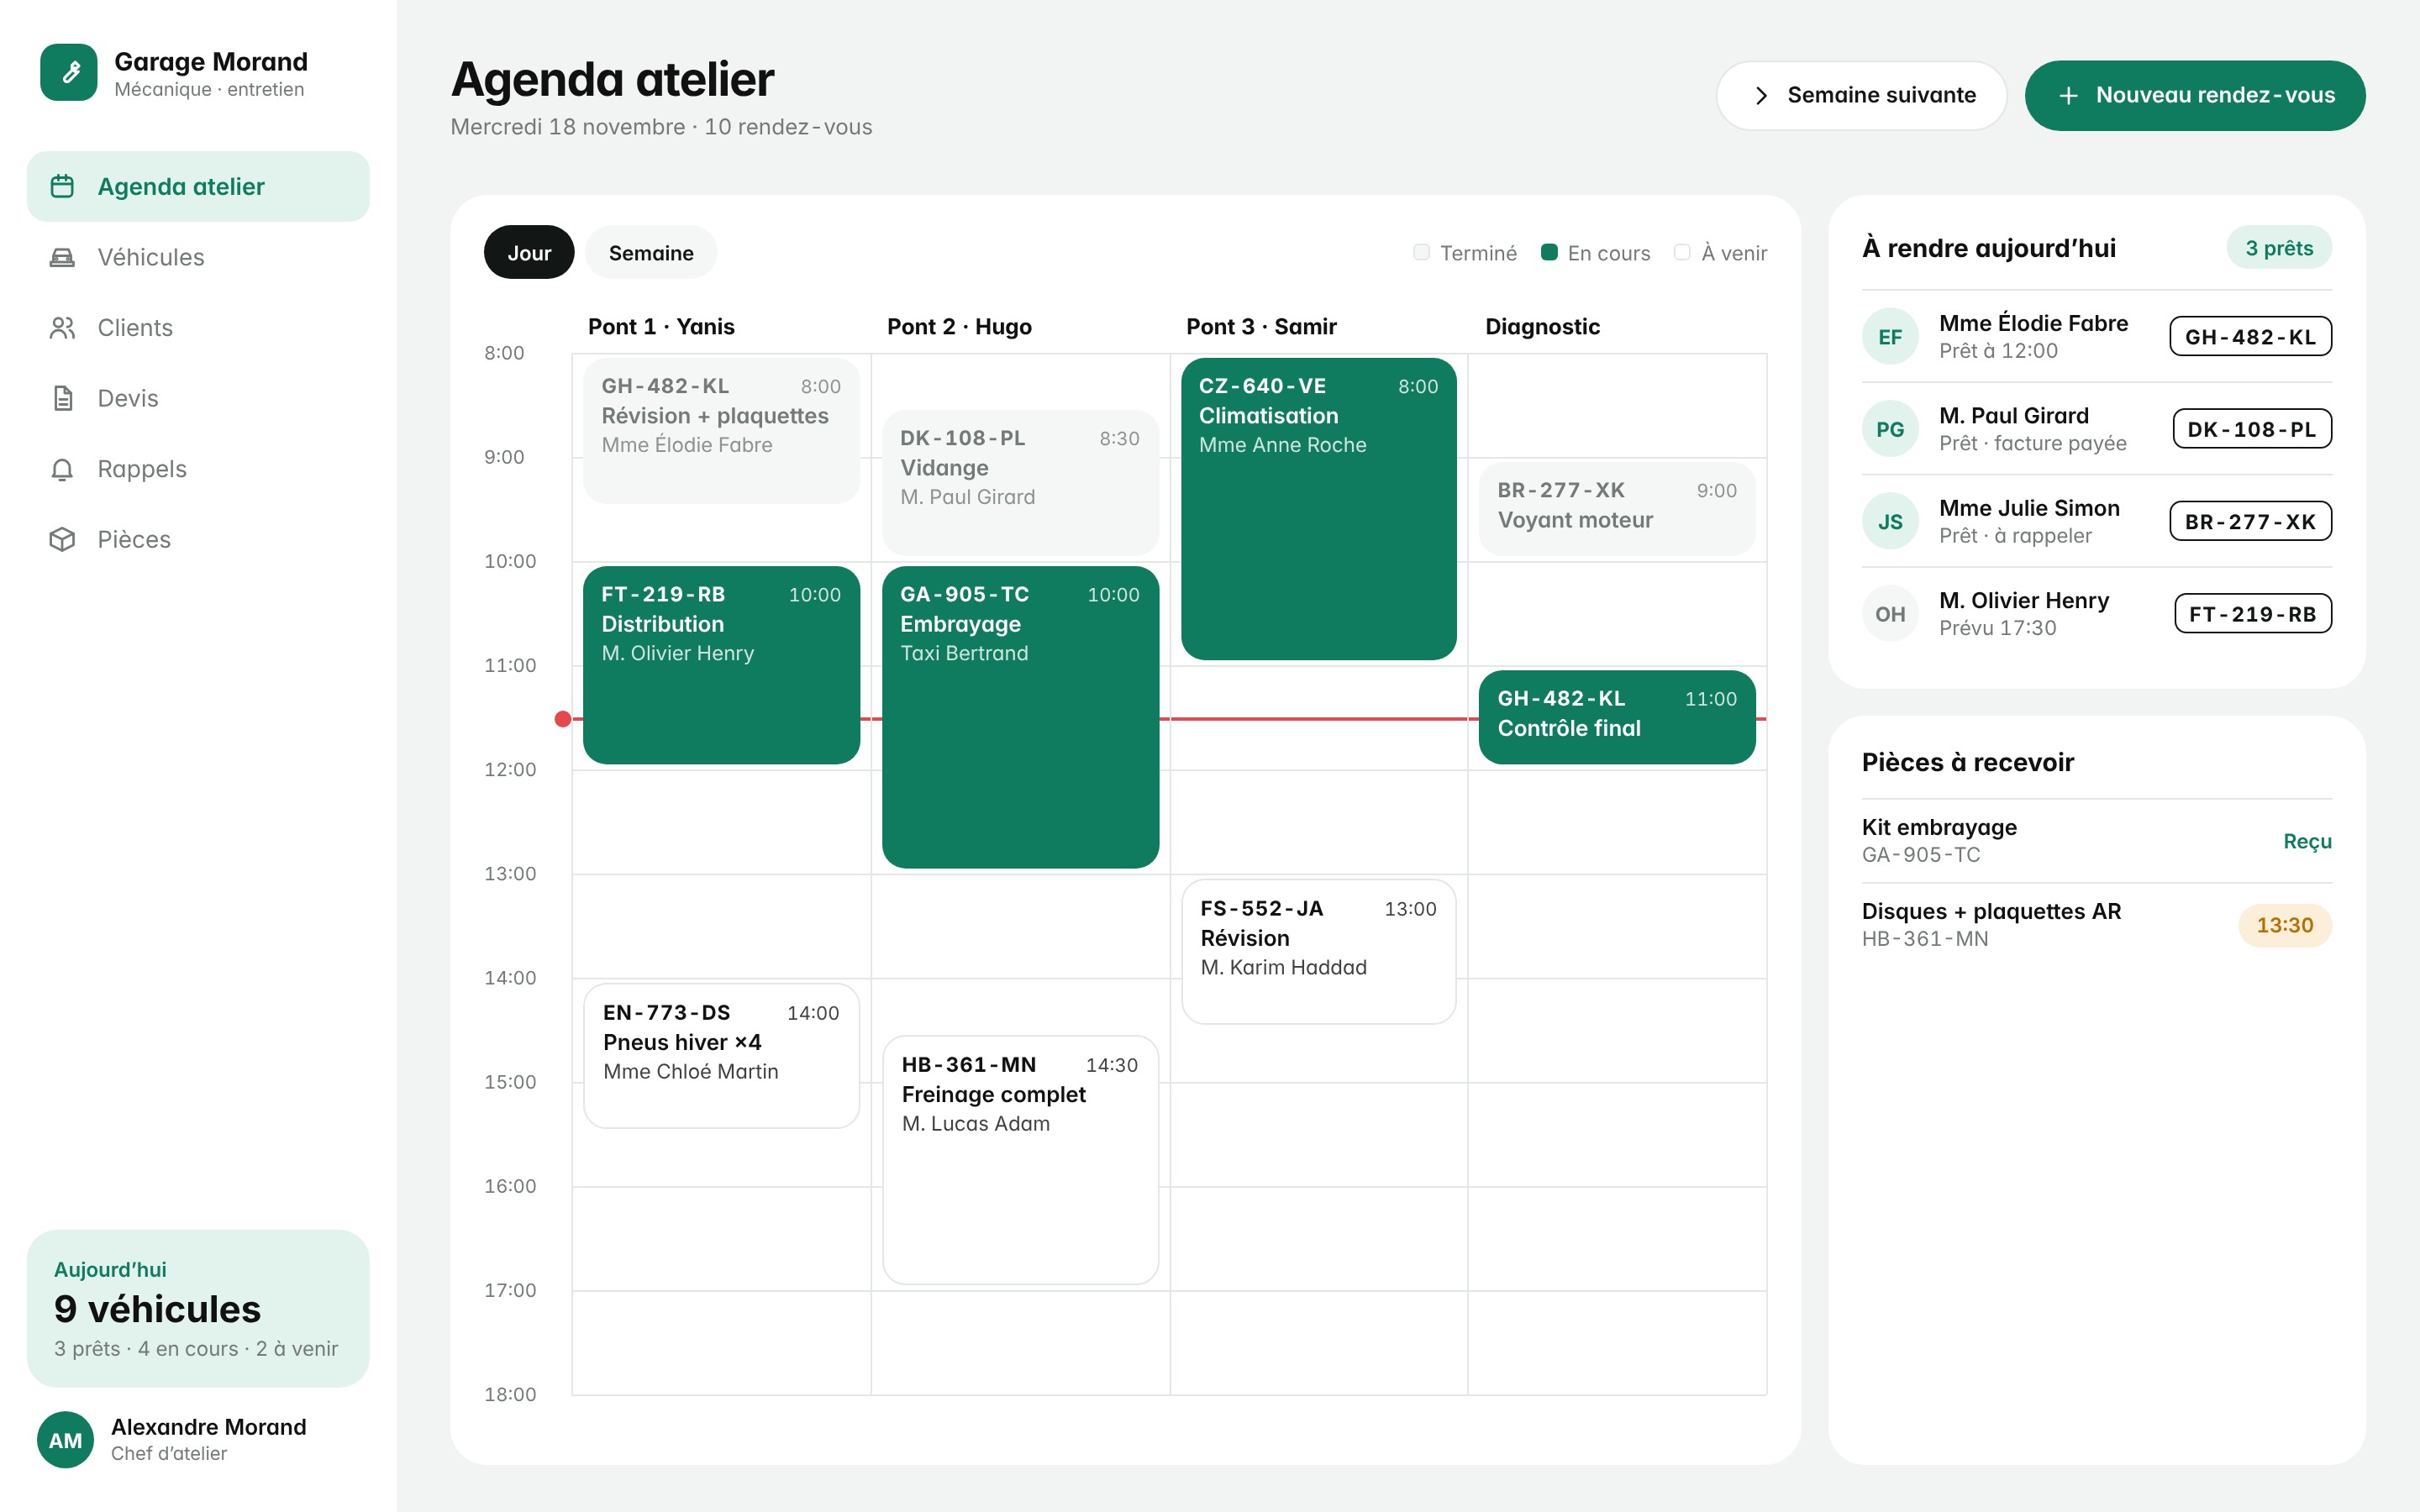 Garage Morand
Mécanique · entretien
Agenda atelier
Véhicules
Clients
Devis
Rappels
Pièces
Aujourd’hui
9 véhicules
3 prêts · 4 en cours · 2 à venir
AM
Alexandre Morand
Chef d’atelier
Agenda atelier
Mercredi 18 novembre · 10 rendez-vous
Semaine suivante
Nouveau rendez-vous
Jour
Semaine
Terminé
En cours
À venir
Pont 1 · Yanis
Pont 2 · Hugo
Pont 3 · Samir
Diagnostic
8:00
9:00
10:00
11:00
12:00
13:00
14:00
15:00
16:00
17:00
18:00
GH-482-KL 8:00
Révision + plaquettes
Mme Élodie Fabre
FT-219-RB 10:00
Distribution
M. Olivier Henry
EN-773-DS 14:00
Pneus hiver ×4
Mme Chloé Martin
DK-108-PL 8:30
Vidange
M. Paul Girard
GA-905-TC 10:00
Embrayage
Taxi Bertrand
HB-361-MN 14:30
Freinage complet
M. Lucas Adam
CZ-640-VE 8:00
Climatisation
Mme Anne Roche
FS-552-JA 13:00
Révision
M. Karim Haddad
BR-277-XK 9:00
Voyant moteur
GH-482-KL 11:00
Contrôle final
À rendre aujourd’hui
3 prêts
EF
Mme Élodie Fabre
Prêt à 12:00
GH-482-KL
PG
M. Paul Girard
Prêt · facture payée
DK-108-PL
JS
Mme Julie Simon
Prêt · à rappeler
BR-277-XK
OH
M. Olivier Henry
Prévu 17:30
FT-219-RB
Pièces à recevoir
Kit embrayage
GA-905-TC
Reçu
Disques + plaquettes AR
HB-361-MN
13:30